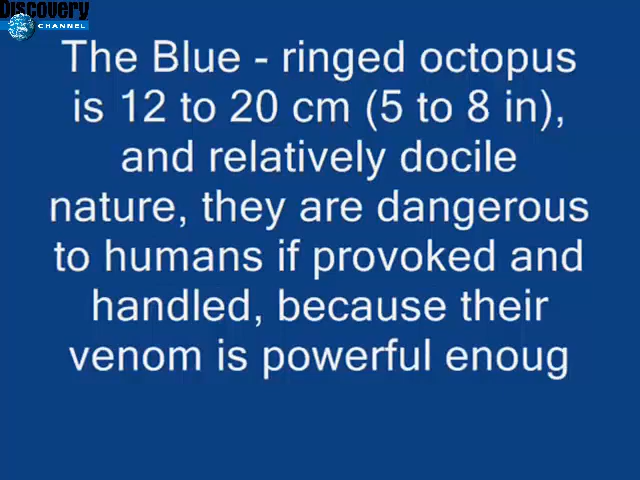 Discovery
CHANNEL
The Blue - ringed octopus
is 12 to 20 cm (5 to 8 in),
and relatively docile
nature, they are dangerous
to humans if provoked and
handled, because their
venom is powerful enoug